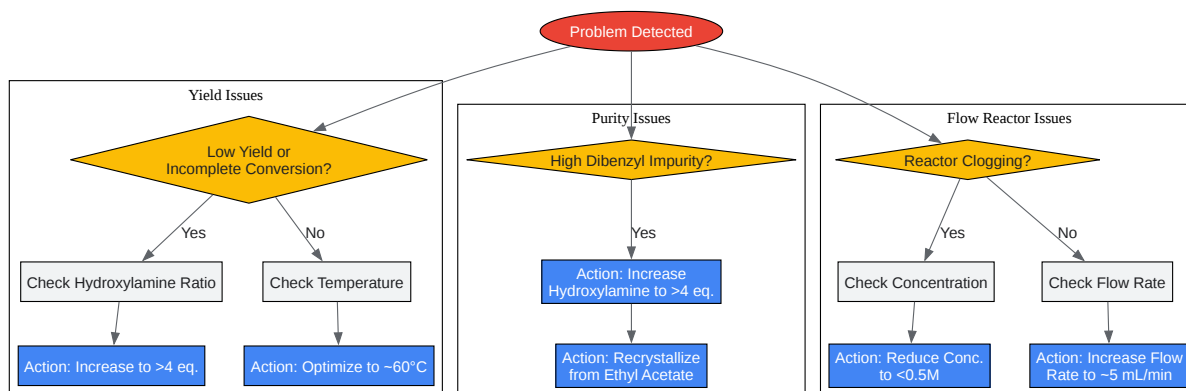 Problem Detected
Yield Issues
Low Yield or
Incomplete Conversion?
Yes
No
Check Hydroxylamine Ratio
Check Temperature
Action: Increase to >4 eq.
Action: Optimize to ~60°C
Purity Issues
High Dibenzyl Impurity?
Yes
Action: Increase
Hydroxylamine to >4 eq.
Action: Recrystallize
from Ethyl Acetate
Flow Reactor Issues
Reactor Clogging?
Yes
No
Check Concentration
Check Flow Rate
Action: Reduce Conc.
to <0.5M
Action: Increase Flow
Rate to ~5 mL/min